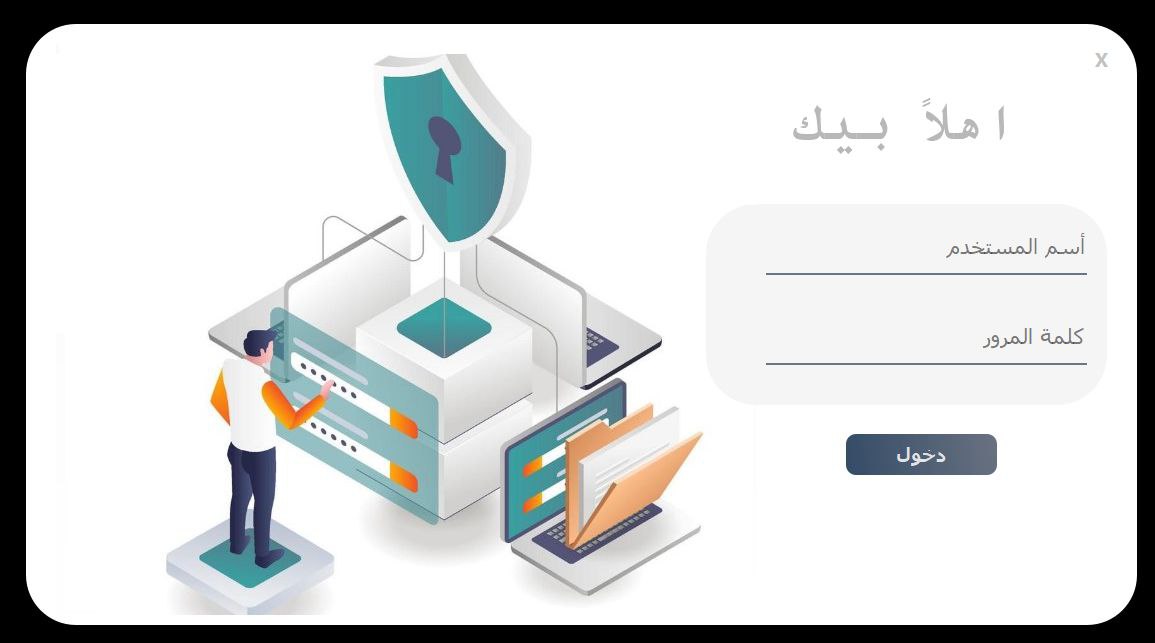 x
اهلاً بيك
أسم المستخدم
كلمة المرور
دخول